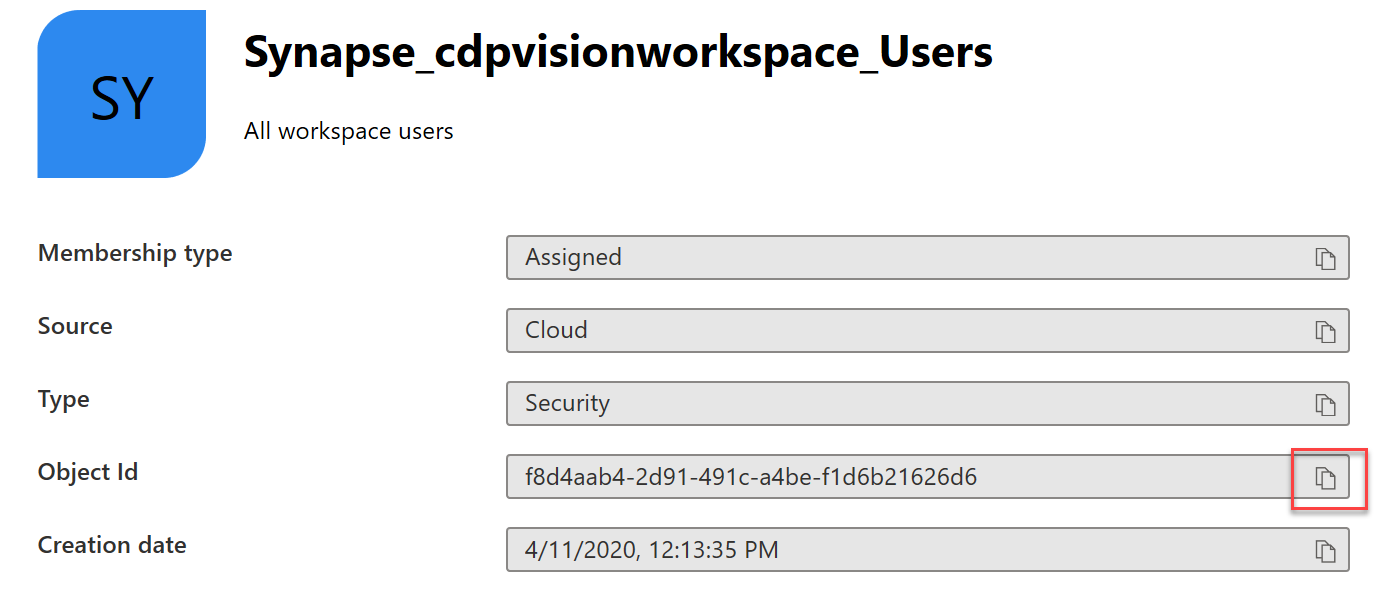 SY
Synapse_cdpvisionworkspace_Users
All workspace users
Membership type Assigned
Source Cloud
Type Security
Object Id f8d4aab4-2d91-491c-a4be-f1d6b21626d6
Creation date 4/11/2020, 12:13:35 PM